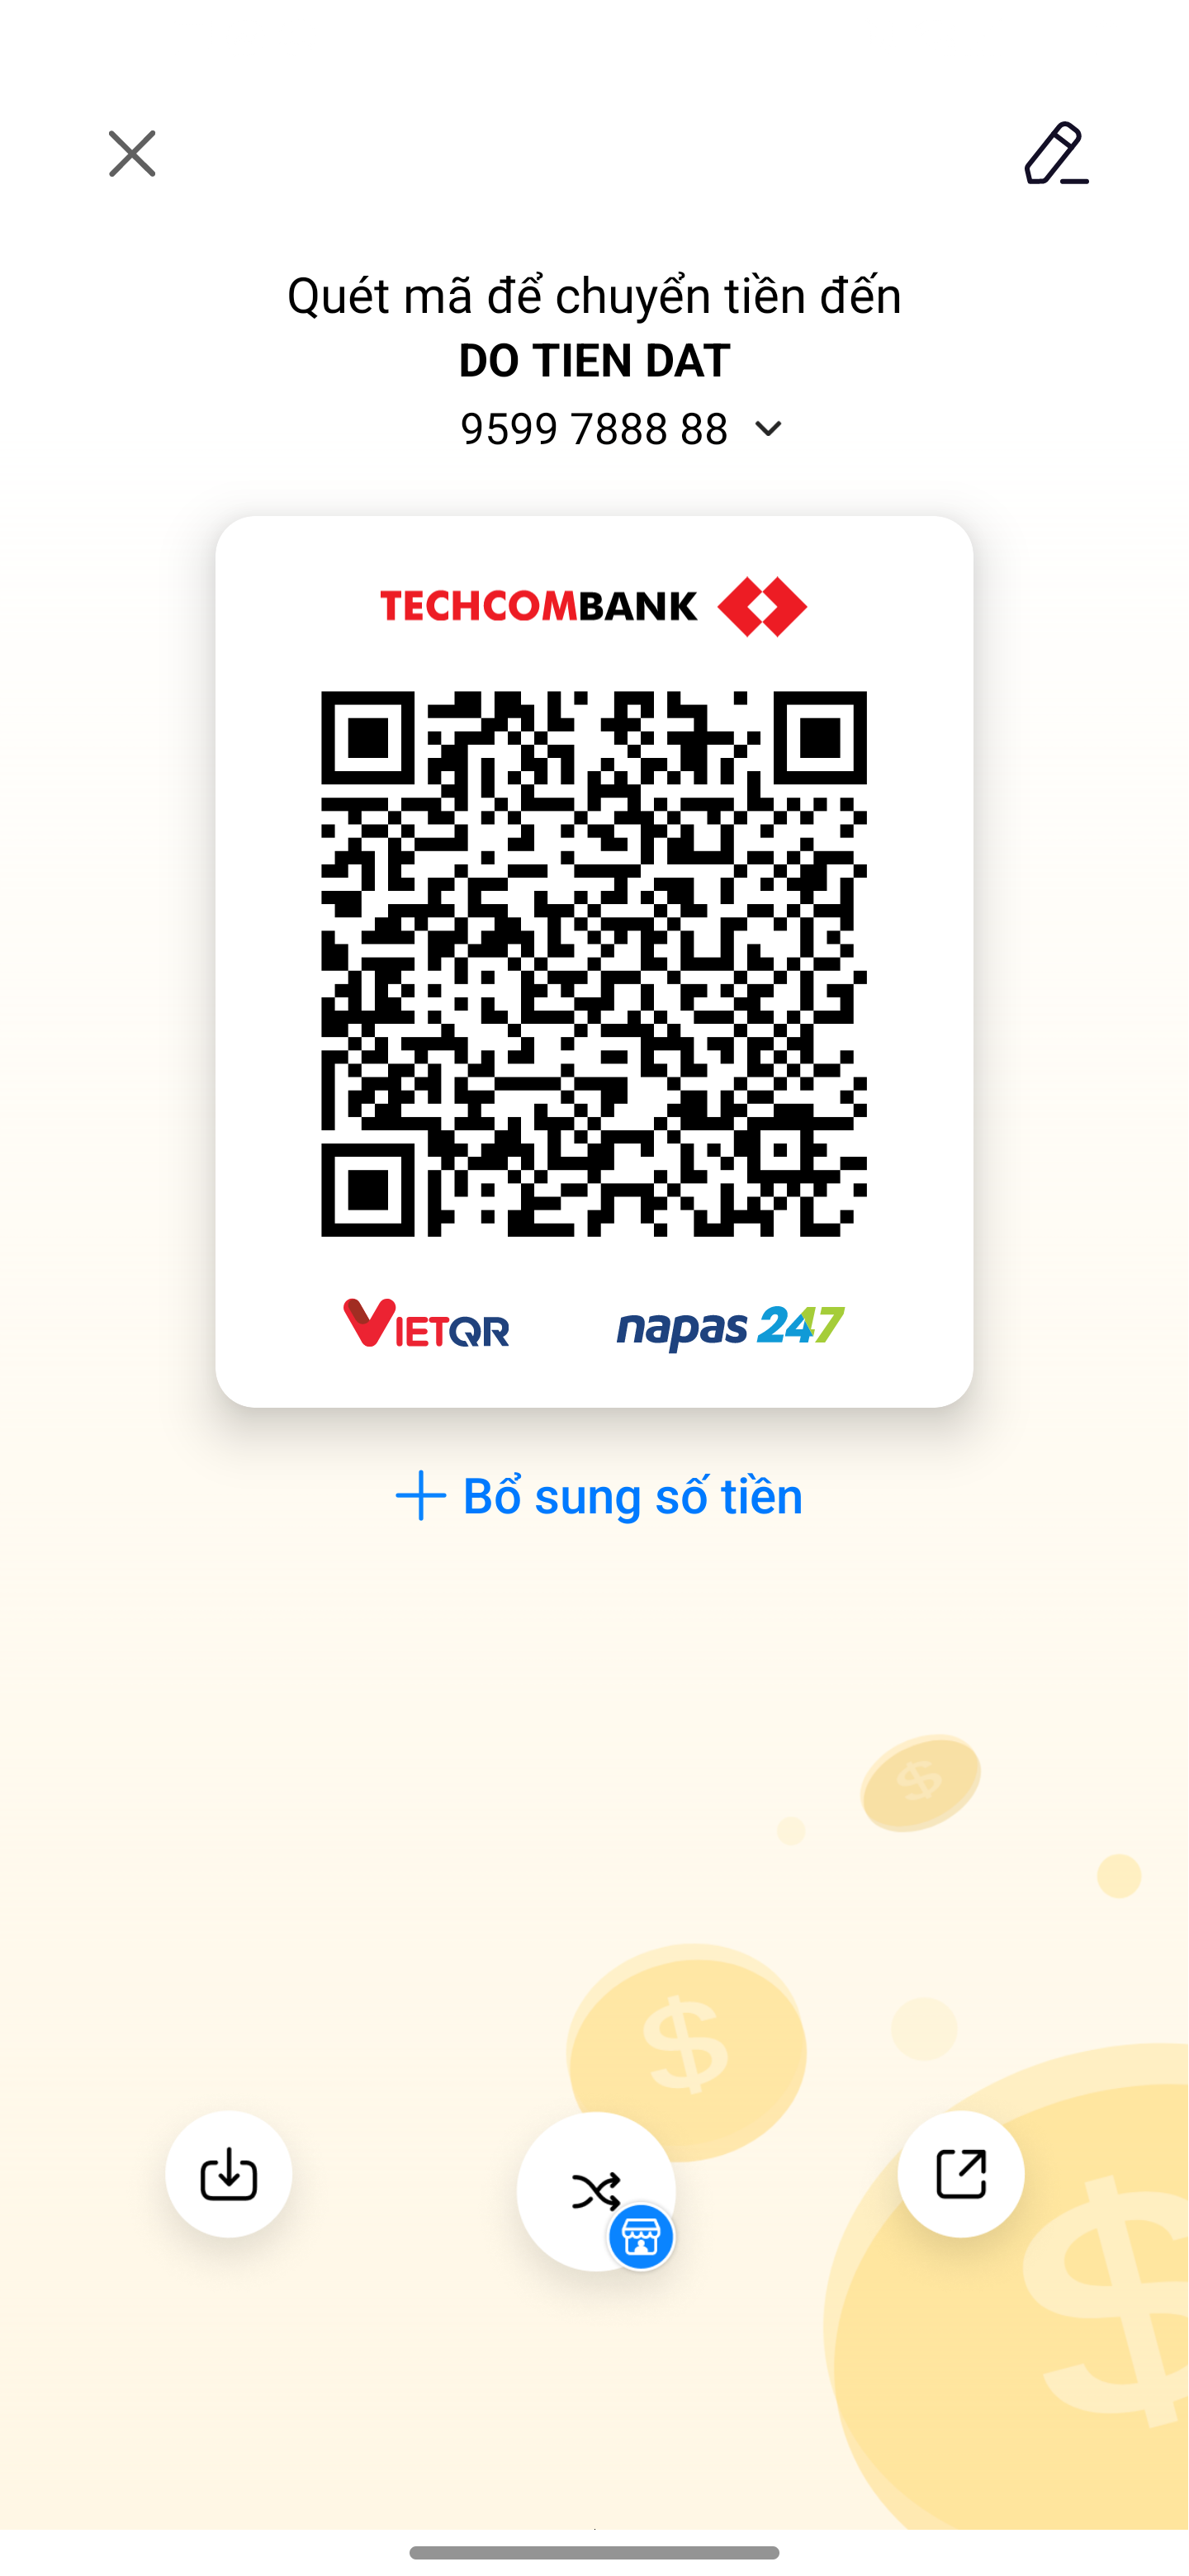 Quét mã để chuyển tiền đến
DO TIEN DAT
9599 7888 88
TECHCOMBANK
VIETQR
napas 247
Bổ sung số tiền